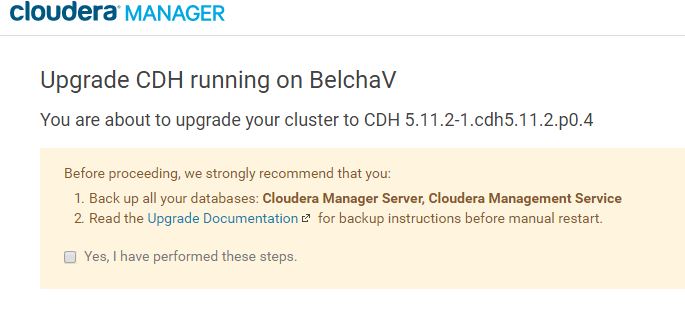 cloudera MANAGER
Upgrade CDH running on BelchaV
You are about to upgrade your cluster to CDH 5.11.2-1.cdh5.11.2.p0.4
Before proceeding, we strongly recommend that you:
1. Back up all your databases: Cloudera Manager Server, Cloudera Management Service
2. Read the Upgrade Documentation for backup instructions before manual restart.
Yes, I have performed these steps.